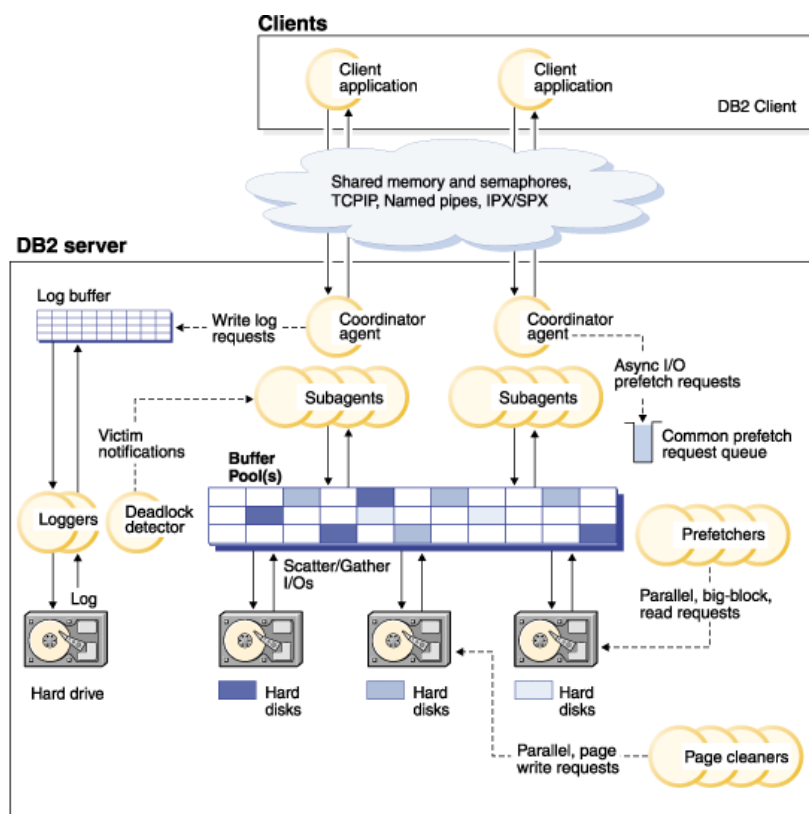 Clients
Client
application
Client
application
DB2 Client
Shared memory and semaphores,
TCPIP, Named pipes, IPX/SPX
DB2 server
Log buffer
Write log
requests
Coordinator
agent
Coordinator
agent
Async I/O
prefetch requests
Subagents
Subagents
Victim
notifications
Common prefetch
request queue
Buffer
Pool(s)
Loggers
Deadlock
detector
Prefetchers
Scatter/Gather
I/Os
Log
Parallel, big-block,
read requests
Hard drive
Hard
disks
Hard
disks
Hard
disks
Parallel, page
write requests
Page cleaners